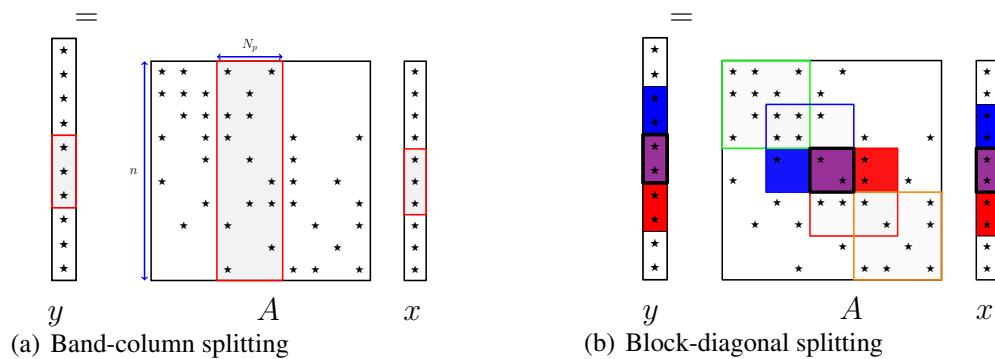 =
=
N_p
n
y
A
x
y
A
x
(a) Band-column splitting
(b) Block-diagonal splitting